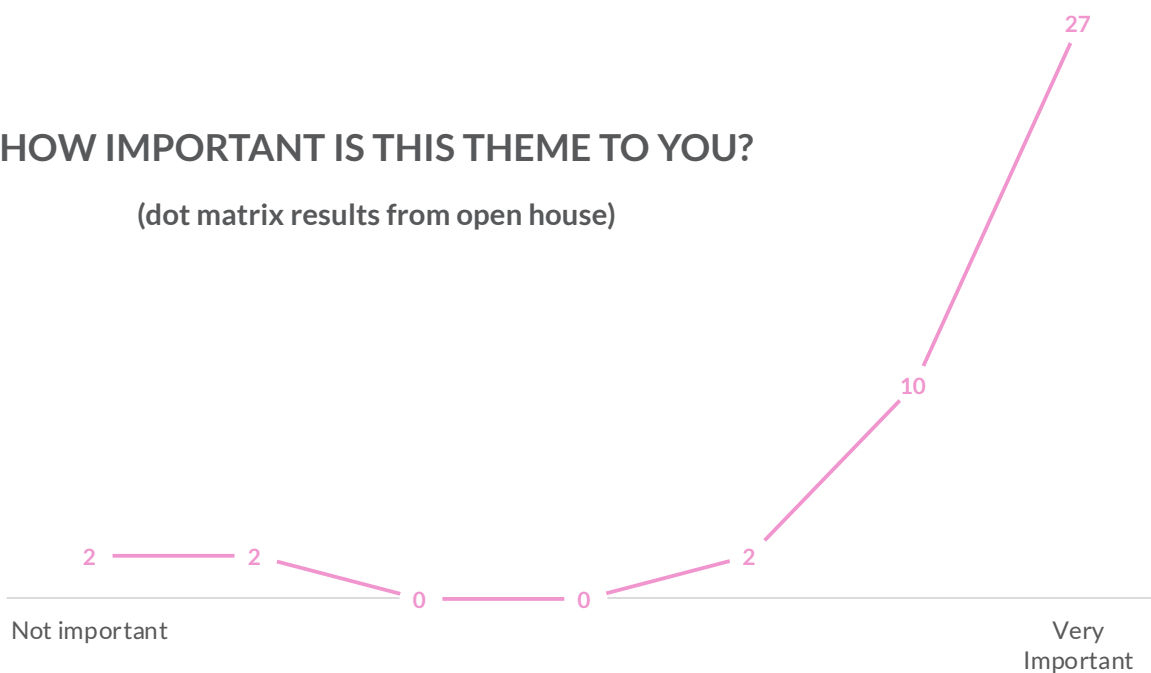 27
HOW IMPORTANT IS THIS THEME TO YOU?
(dot matrix results from open house)
10
2 2 0 0 2
Not important
Very
Important